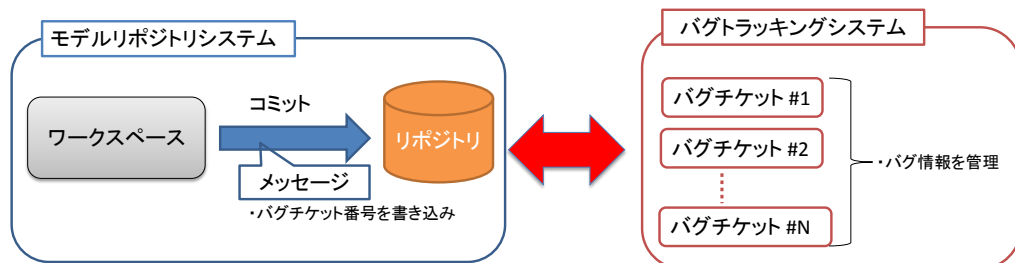 モデルリポジトリシステム
ワークスペース
コミット
リポジトリ
メッセージ
・バグチケット番号を書き込み
バグトラッキングシステム
バグチケット #1
バグチケット #2
バグチケット #N
・バグ情報を管理